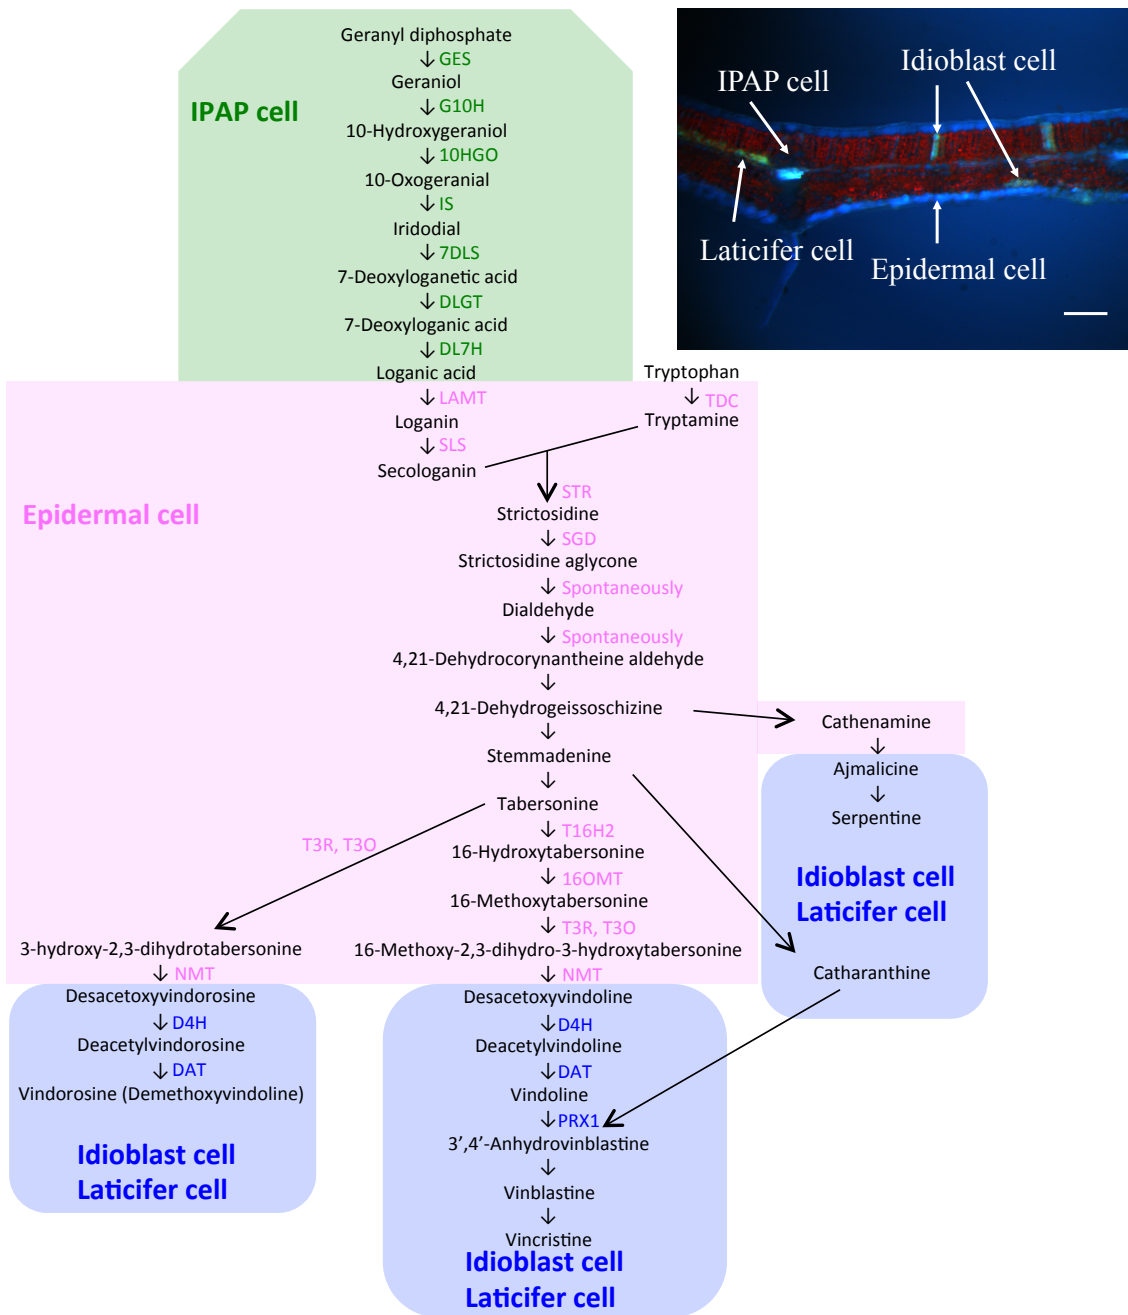 Geranyl diphosphate
GES
Geraniol
IPAP cell
G10H
10-Hydroxygeraniol
10HGO
10-Oxogeranial
IS
Iridodial
7DLS
7-Deoxyloganetic acid
DLGT
7-Deoxyloganic acid
DL7H
Loganic acid
Idioblast cell
IPAP cell
Laticifer cell
Epidermal cell
Tryptophan
LAMT
TDC
Loganin
Tryptamine
SLS
Secologanin
STR
Epidermal cell
Strictosidine
SGD
Strictosidine aglycone
Spontaneously
Dialdehyde
Spontaneously
4,21-Dehydrocorynantheine aldehyde
4,21-Dehydrogeissoschizine
Cathenamine
Stemmadenine
Ajmalicine
Tabersonine
Serpentine
T3R, T3O
T16H2
16-Hydroxytabersonine
16OMT
Idioblast cell
Laticifer cell
16-Methoxytabersonine
T3R, T3O
3-hydroxy-2,3-dihydrotabersonine
16-Methoxy-2,3-dihydro-3-hydroxytabersonine
NMT
NMT
Catharanthine
Desacetoxyvindorosine
Desacetoxyvindoline
D4H
D4H
Deacetylvindorosine
Deacetylvindoline
DAT
DAT
Vindorosine (Demethoxyvindoline)
Vindoline
PRX1
3’,4’-Anhydrovinblastine
Idioblast cell
Laticifer cell
Vinblastine
Vincristine
Idioblast cell
Laticifer cell